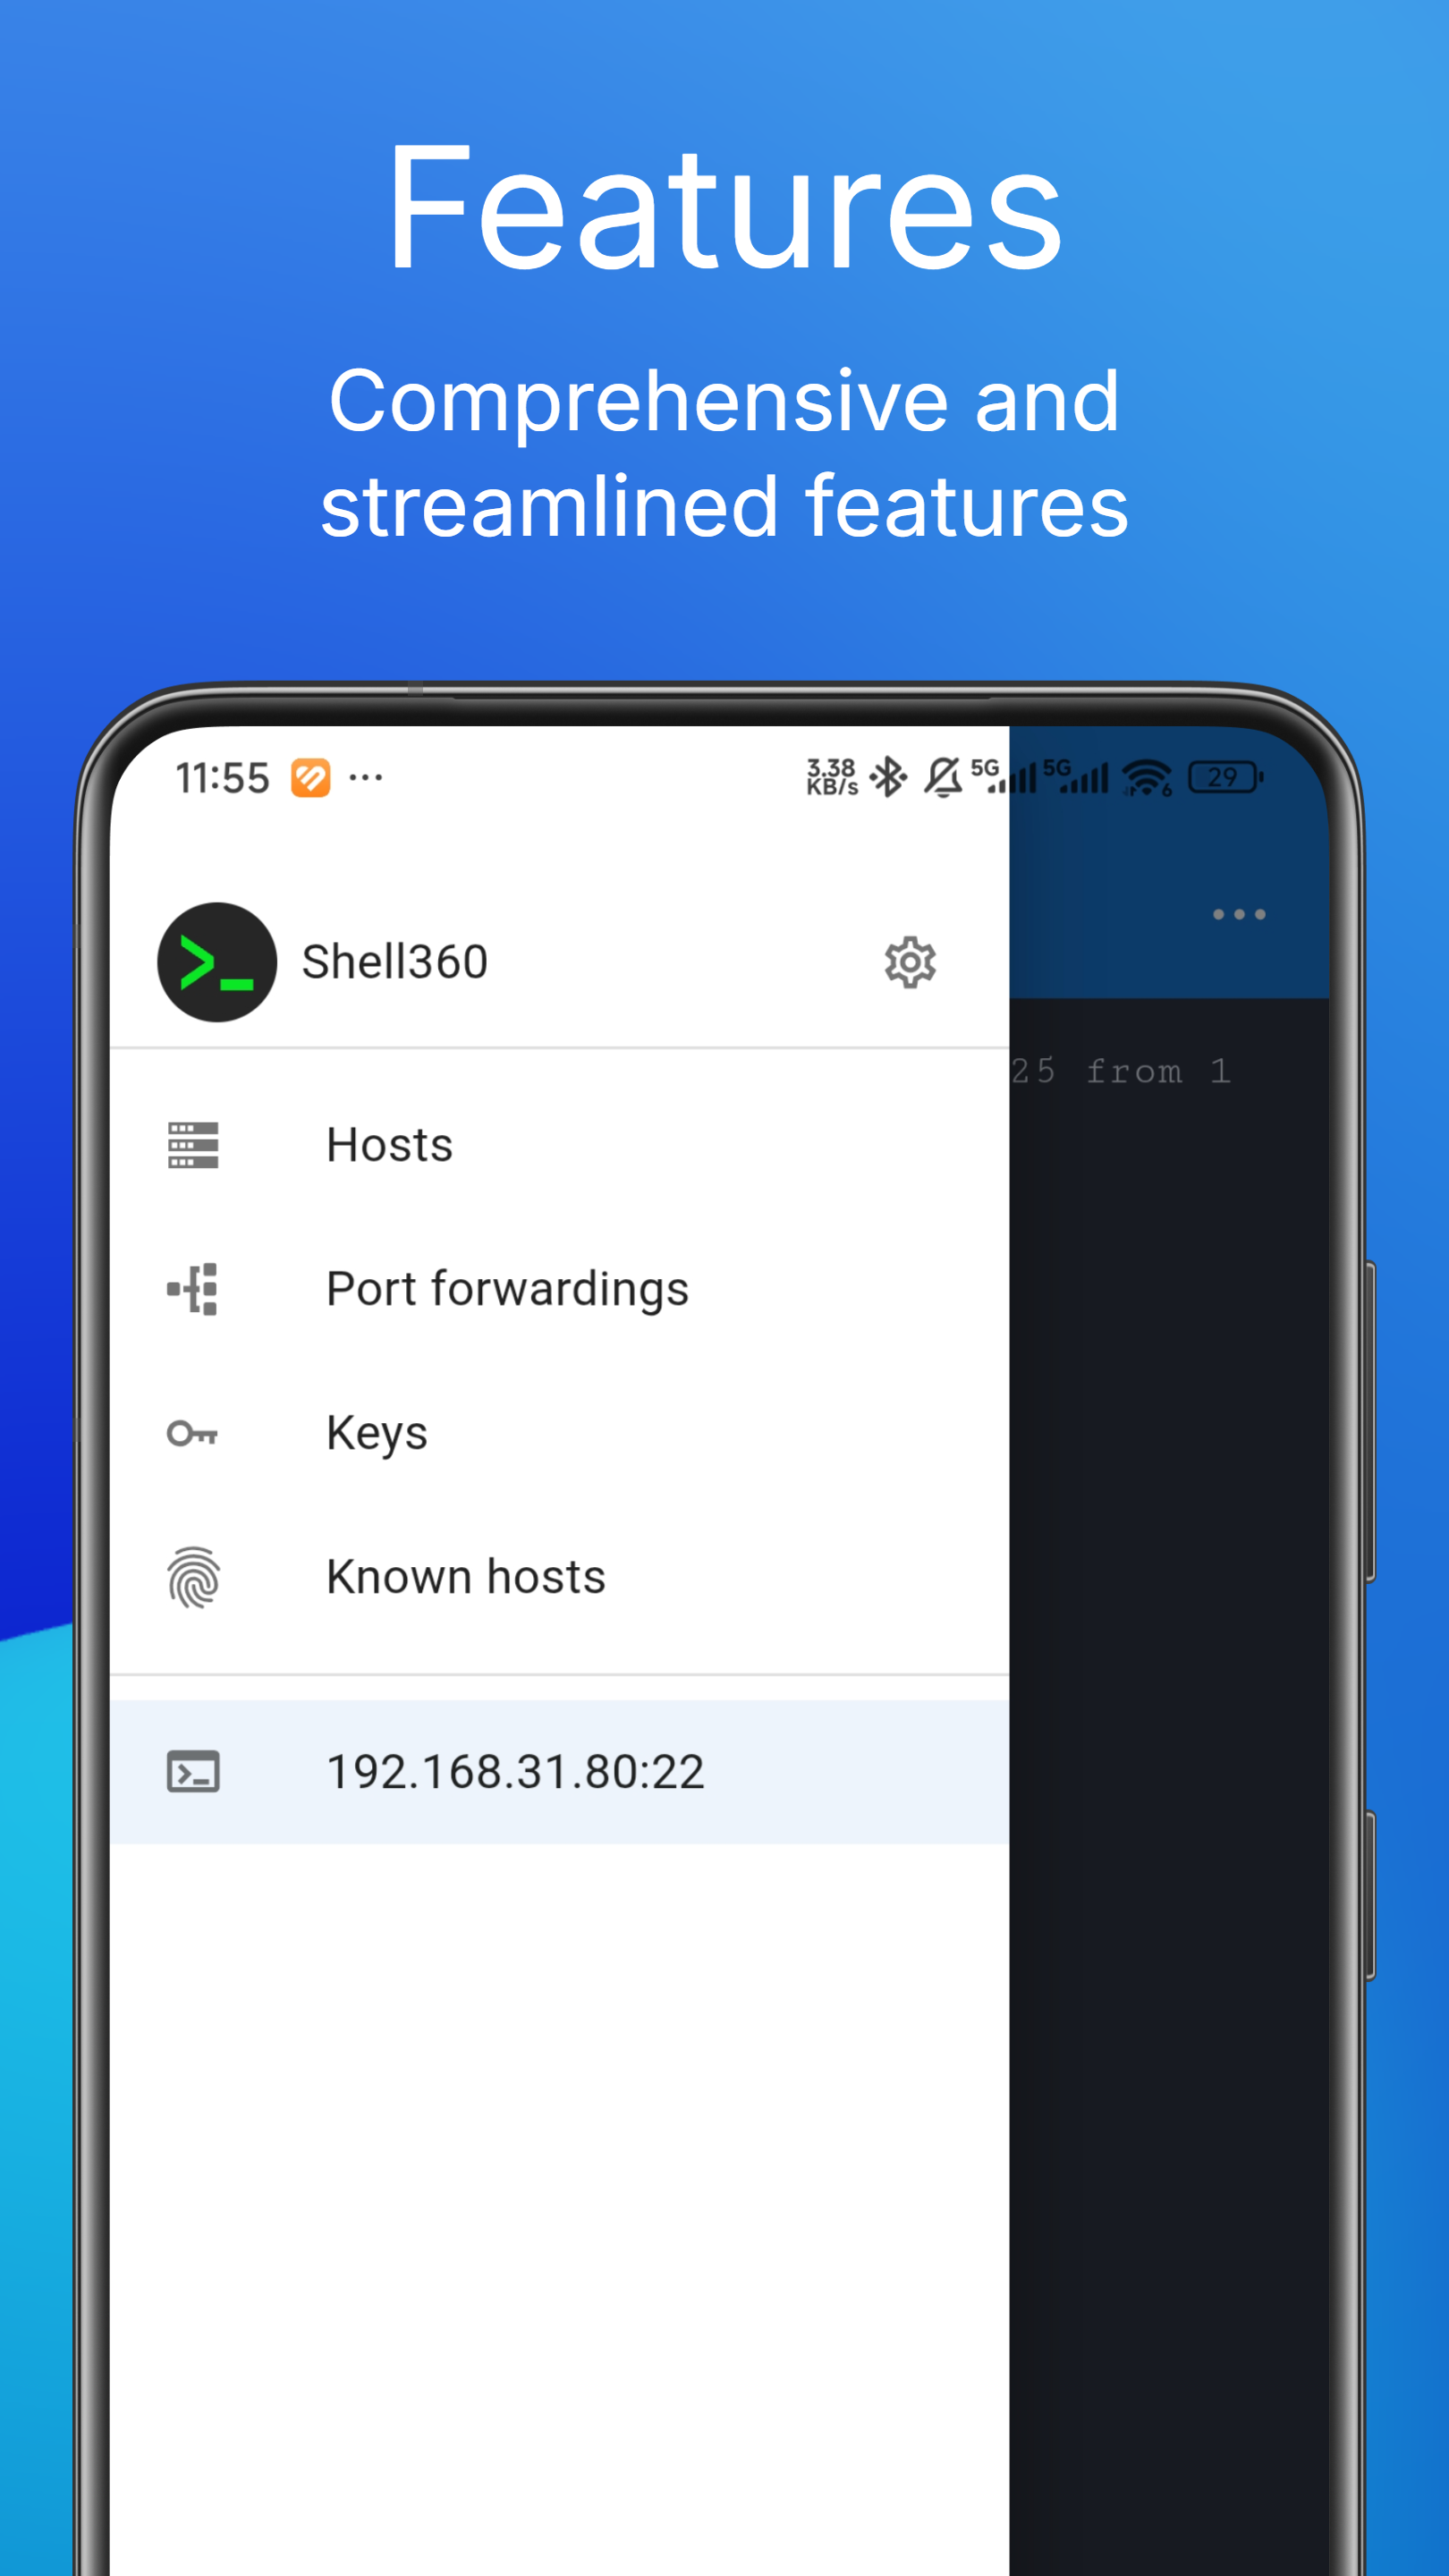 Features
Comprehensive and
streamlined features
11:55
3.38
KB/s
5G
5G
6
29
Shell360
25 from 1
Hosts
Port forwardings
Keys
Known hosts
192.168.31.80:22